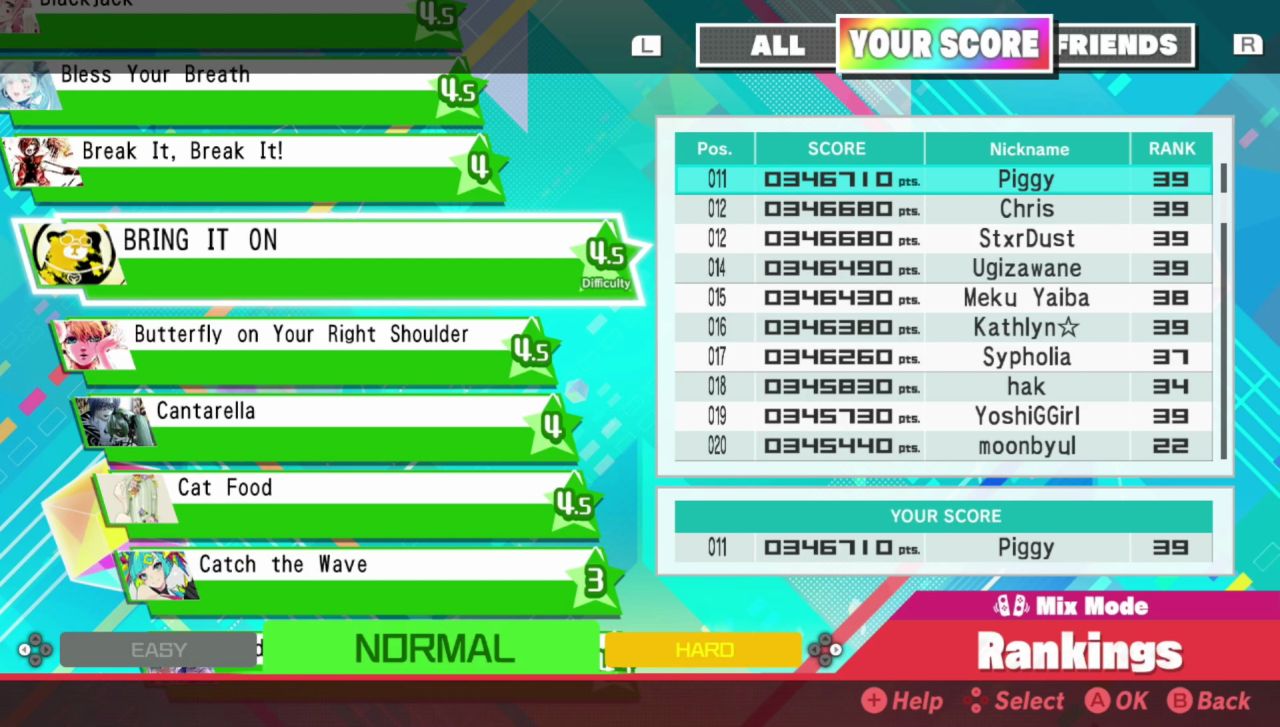 BlackJack
4.5
Bless Your Breath
4.5
Break It, Break It!
4
BRING IT ON
4.5
Difficulty
Butterfly on Your Right Shoulder
4.5
Cantarella
4
Cat Food
4.5
Catch the Wave
3
EASY
NORMAL
HARD
L
ALL
YOUR SCORE
FRIENDS
R
Pos. SCORE Nickname RANK
011 0346710 pts. Piggy 39
012 0346680 pts. Chris 39
012 0346680 pts. StxrDust 39
014 0346490 pts. Ugizawane 39
015 0346430 pts. Meku Yaiba 38
016 0346380 pts. Kathlyn☆ 39
017 0346260 pts. Sypholia 37
018 0345830 pts. hak 34
019 0345730 pts. YoshiGGirl 39
020 0345440 pts. moonbyul 22
YOUR SCORE
011 0346710 pts. Piggy 39
Mix Mode
Rankings
+ Help Select A OK B Back